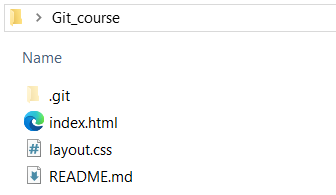 Git_course
Name
.git
index.html
layout.css
README.md